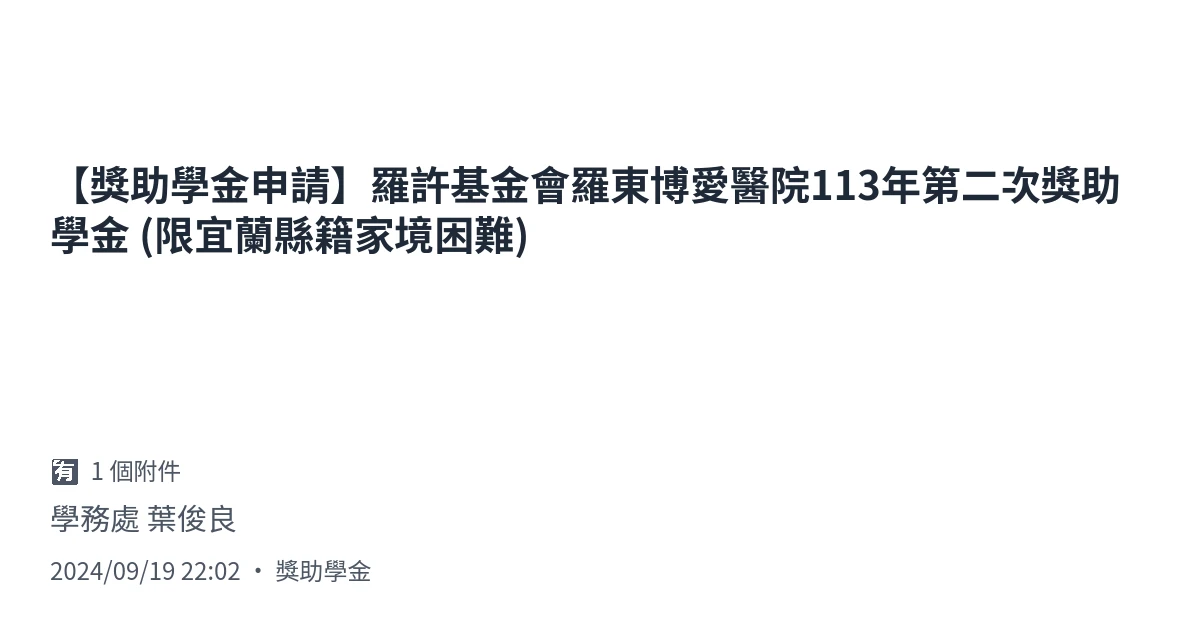 【獎助學金申請】羅許基金會羅東博愛醫院113年第二次獎助
學金 (限宜蘭縣籍家境困難)
🈶 1 個附件
學務處 葉俊良
2024/09/19 22:02 • 獎助學金